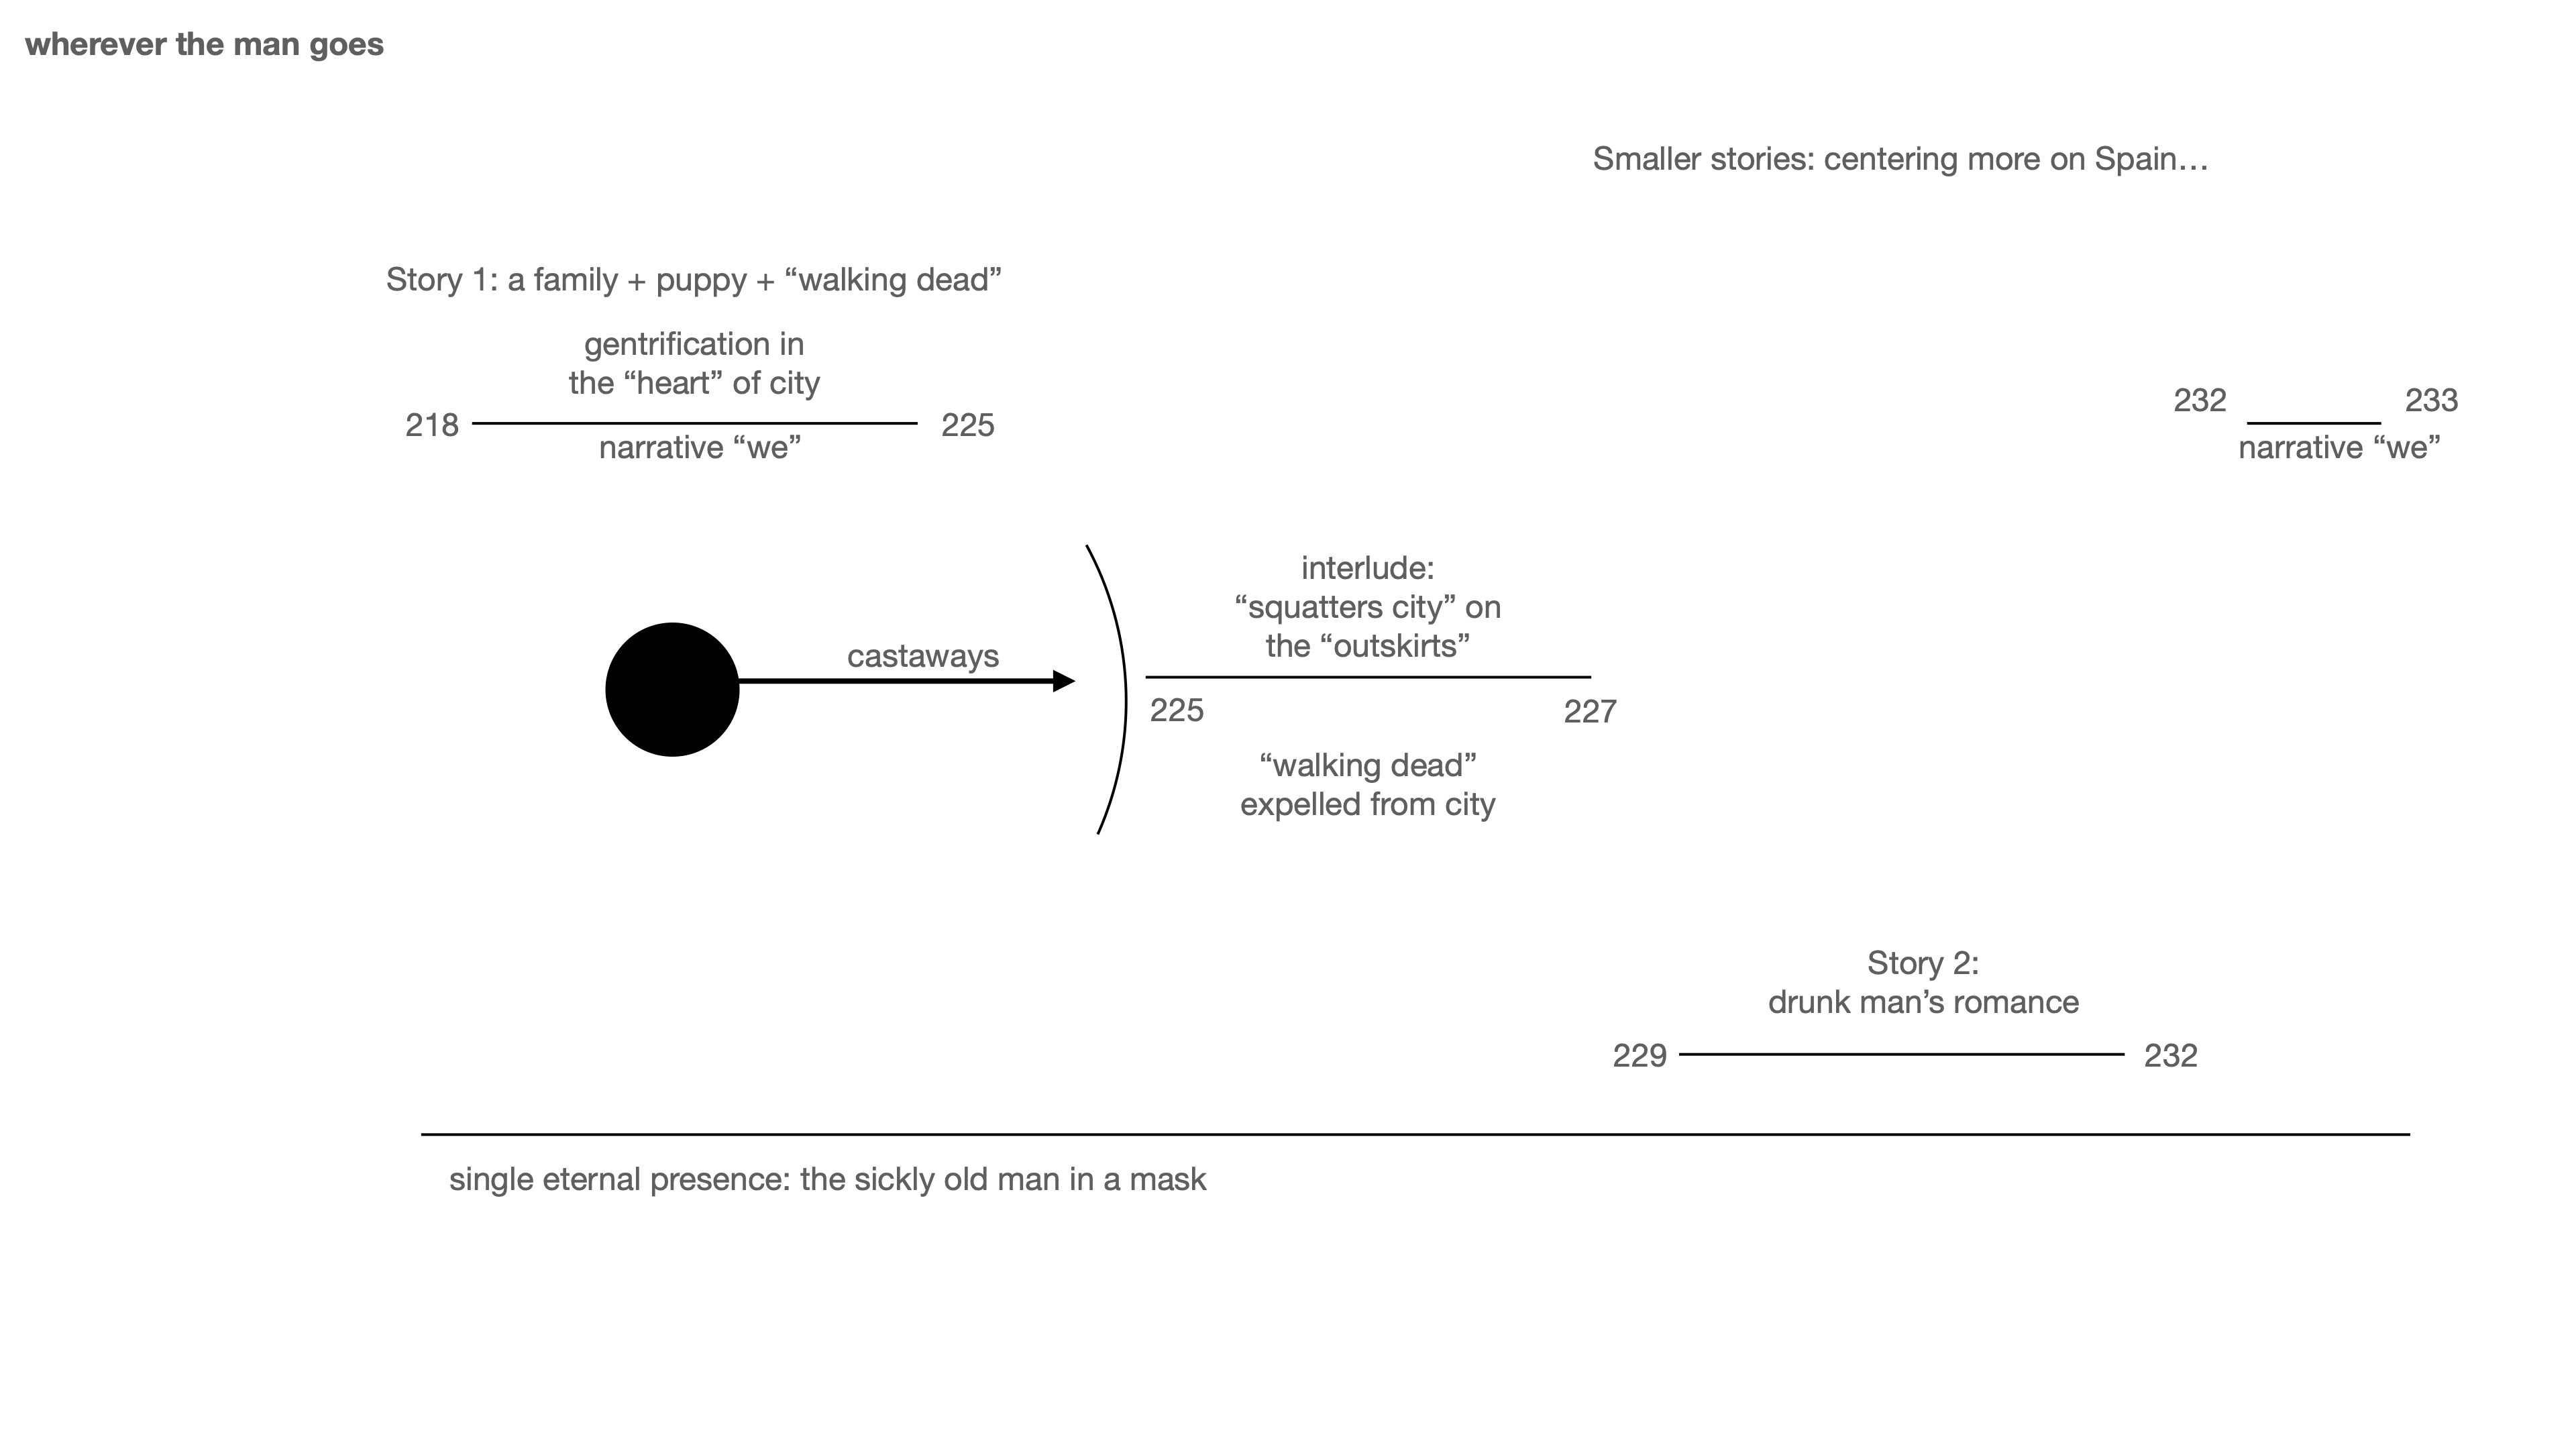 wherever the man goes
Smaller stories: centering more on Spain…
Story 1: a family + puppy + “walking dead”
gentrification in
the “heart” of city
218
225
narrative “we”
232
233
narrative “we”
castaways
interlude:
“squatters city” on
the “outskirts”
225
227
“walking dead”
expelled from city
Story 2:
drunk man’s romance
229
232
single eternal presence: the sickly old man in a mask